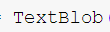 = TextBlob(